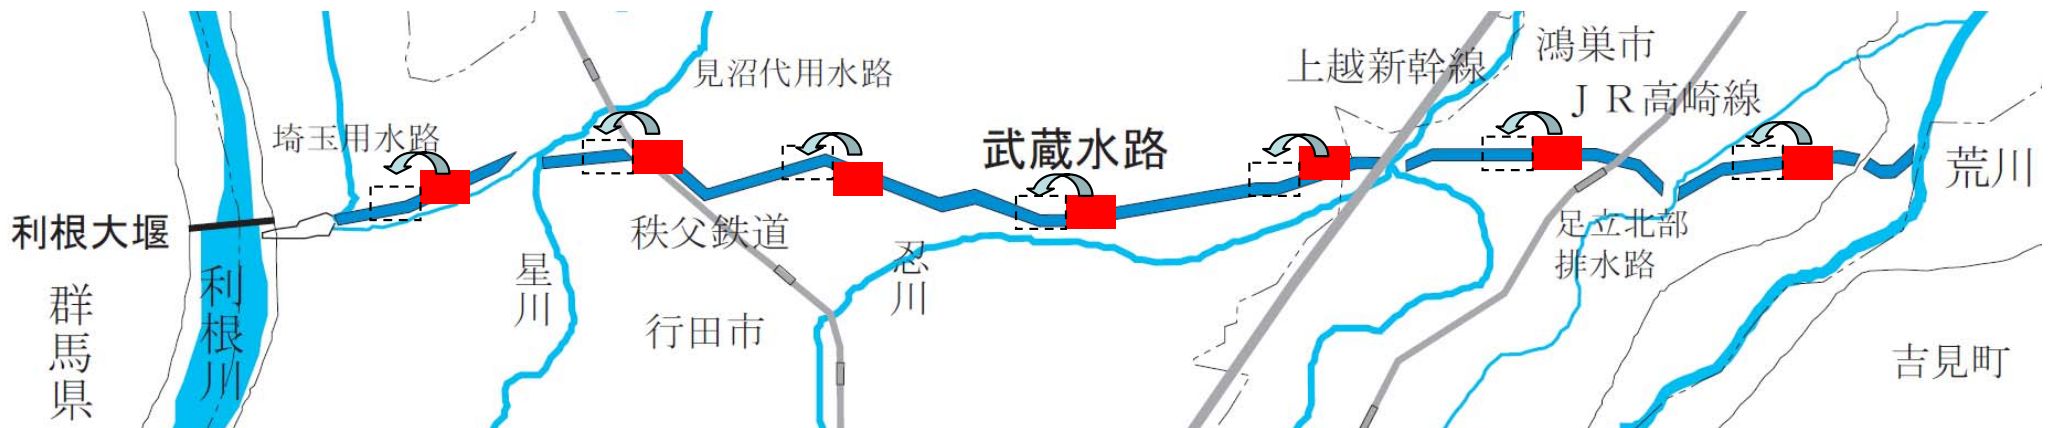 利根大堰
群馬県
利根川
埼玉用水路
見沼代用水路
星川
秩父鉄道
行田市
忍川
武蔵水路
上越新幹線
鴻巣市
ＪＲ高崎線
足立北部
排水路
荒川
吉見町